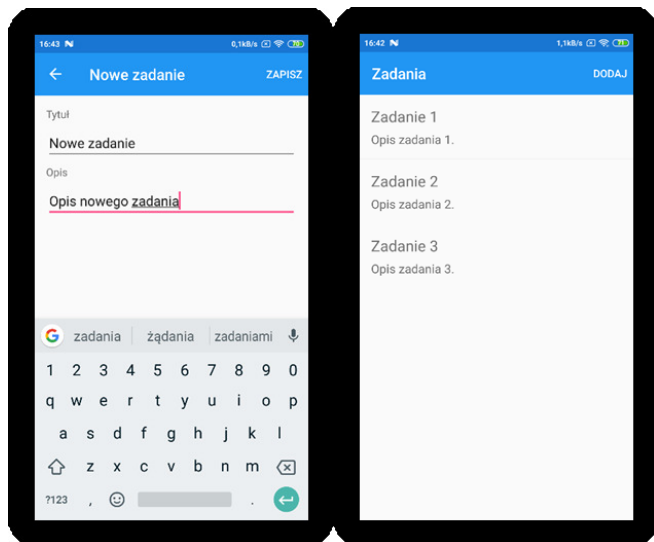 16:43 N 0,1kB/s 70
Nowe zadanie ZAPISZ
Tytuł
Nowe zadanie
Opis
Opis nowego zadania
G zadania żądania zadaniami
1 2 3 4 5 6 7 8 9 0
q w e r t y u i o p
a s d f g h j k l
z x c v b n m
?123 , .
16:42 N 1,1kB/s 71
Zadania DODAJ
Zadanie 1
Opis zadania 1.
Zadanie 2
Opis zadania 2.
Zadanie 3
Opis zadania 3.